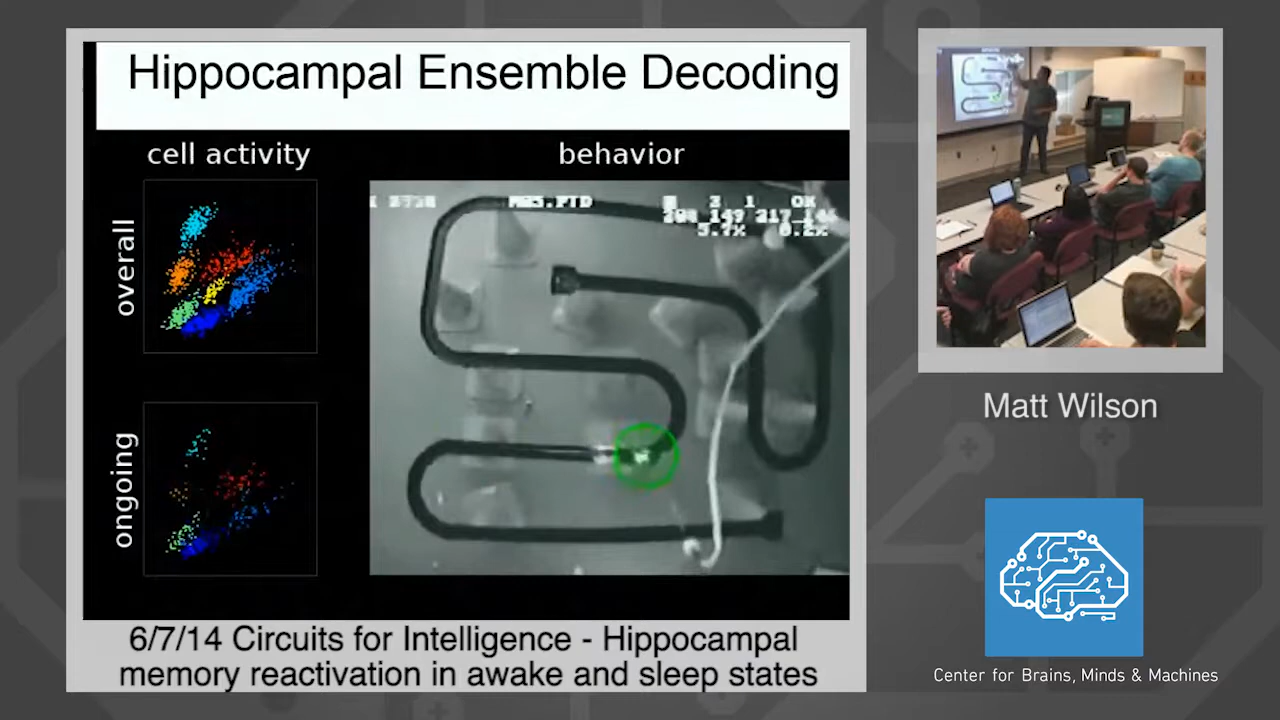 Hippocampal Ensemble Decoding
cell activity
behavior
overall
ongoing
Matt Wilson
6/7/14 Circuits for Intelligence - Hippocampal
memory reactivation in awake and sleep states
Center for Brains, Minds & Machines